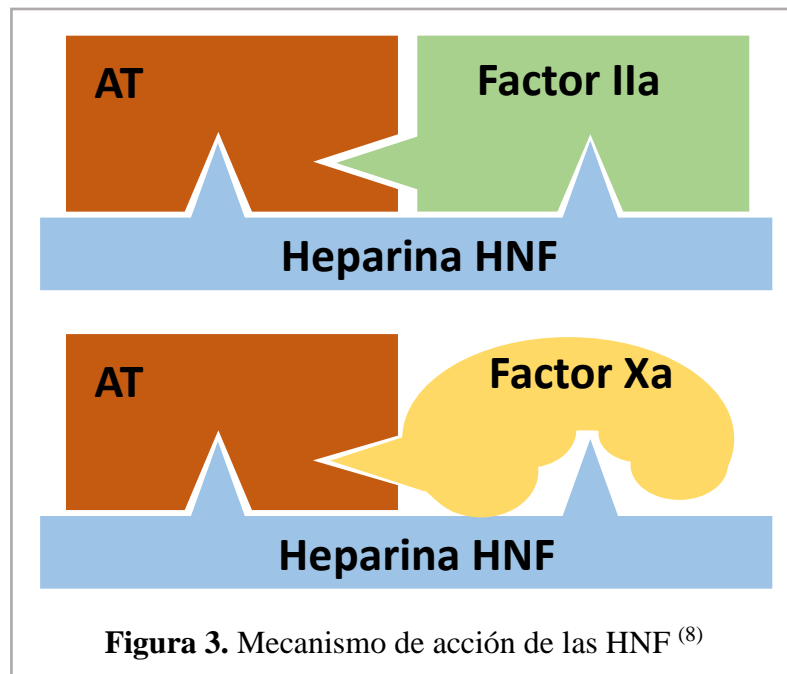 AT
Factor IIa
Heparina HNF
AT
Factor Xa
Heparina HNF
Figura 3. Mecanismo de acción de las HNF (8)